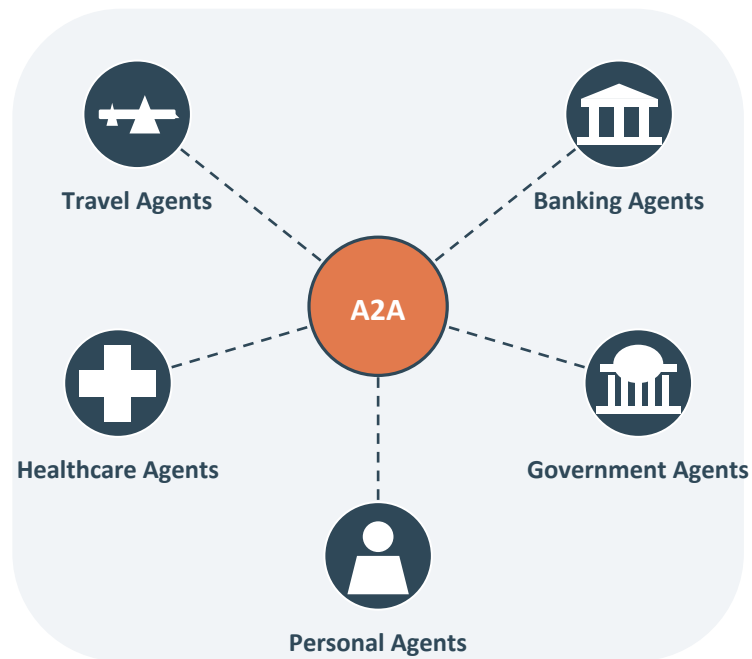 Travel Agents
Banking Agents
A2A
Healthcare Agents
Government Agents
Personal Agents